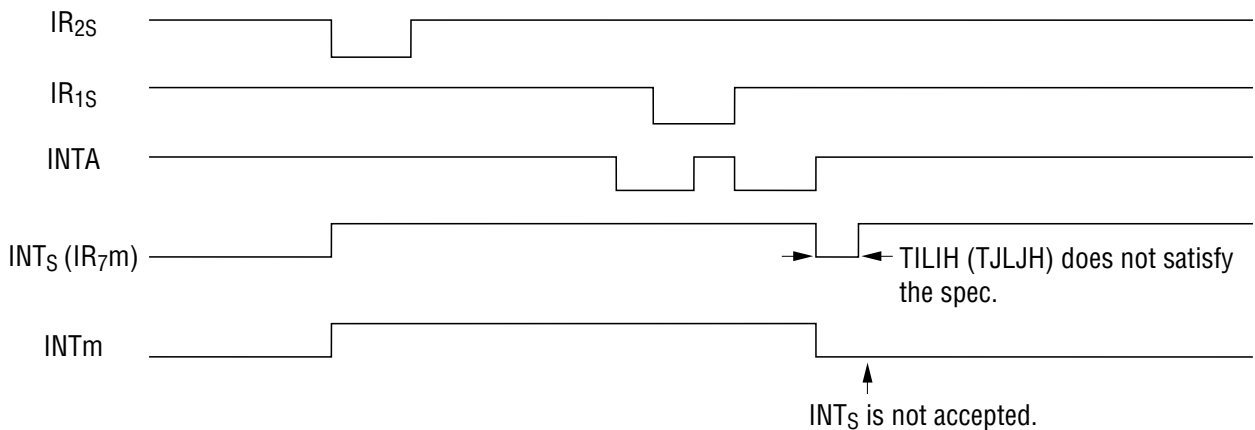 IR2S
IR1S
INTA
INTS (IR7m)
TILIH (TJLJH) does not satisfy
the spec.
INTm
INTS is not accepted.